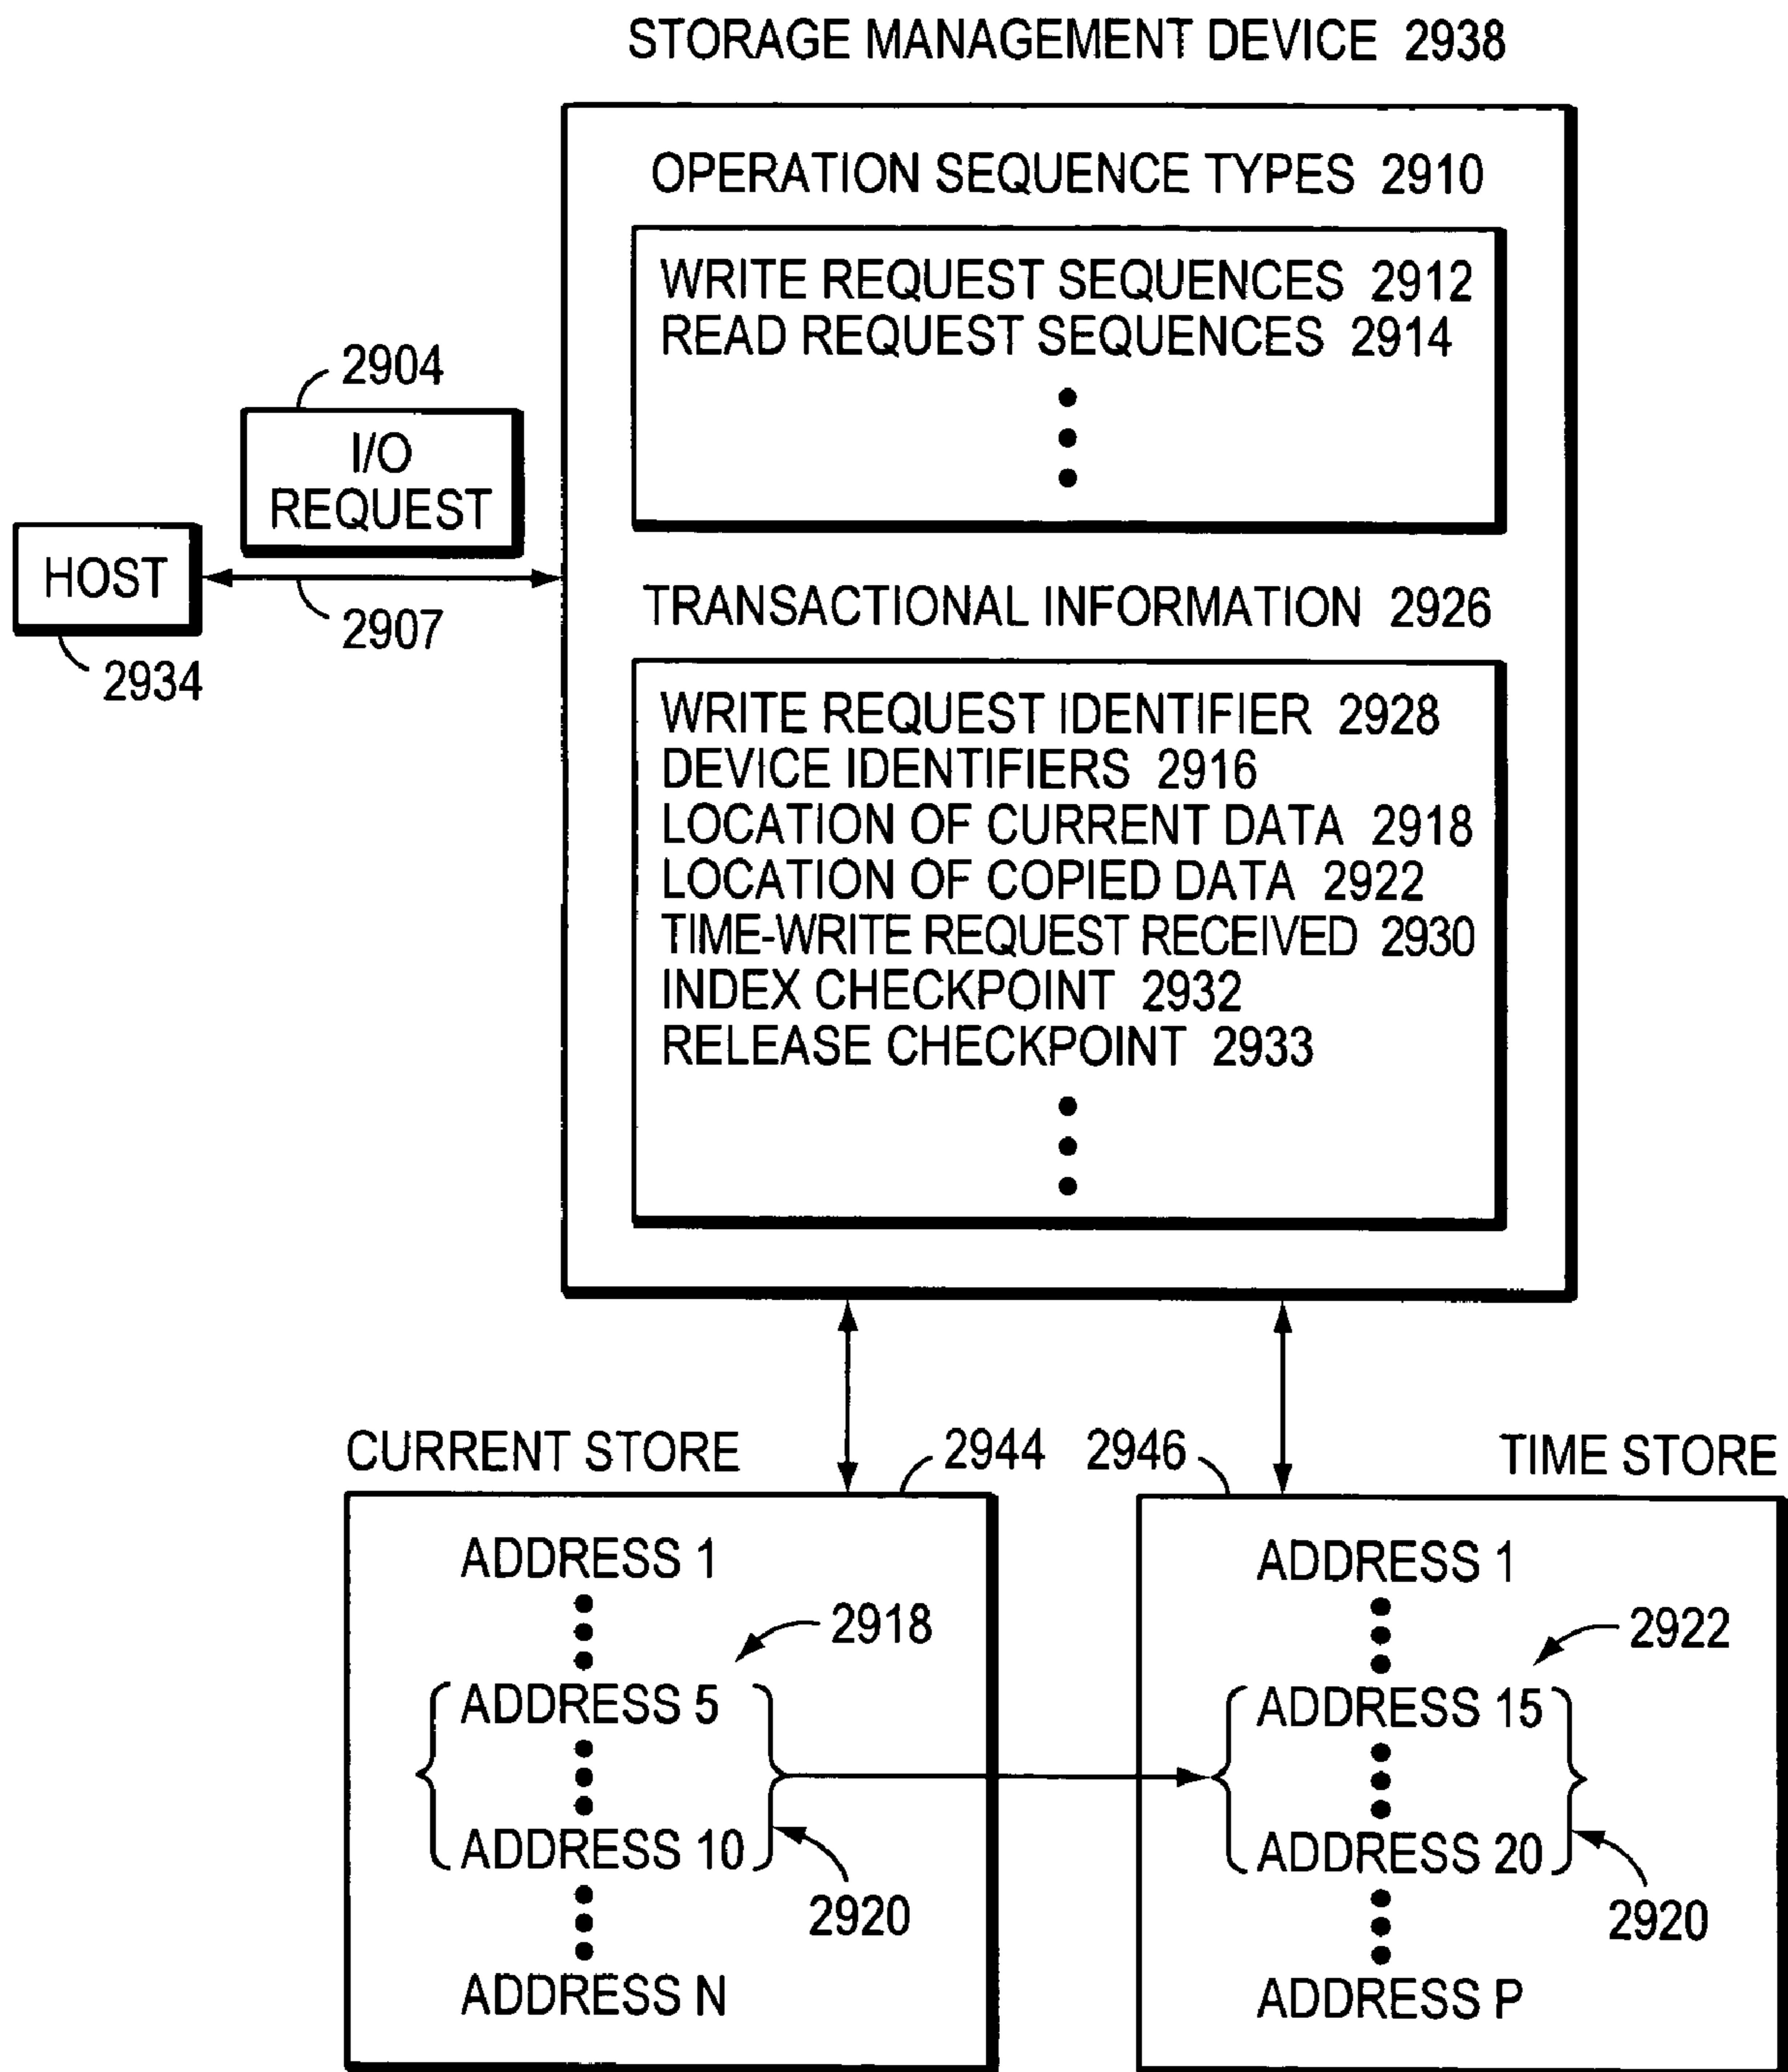 STORAGE MANAGEMENT DEVICE 2938
OPERATION SEQUENCE TYPES 2910
WRITE REQUEST SEQUENCES 2912
READ REQUEST SEQUENCES 2914
2904
I/O
REQUEST
HOST
2907
2934
TRANSACTIONAL INFORMATION 2926
WRITE REQUEST IDENTIFIER 2928
DEVICE IDENTIFIERS 2916
LOCATION OF CURRENT DATA 2918
LOCATION OF COPIED DATA 2922
TIME-WRITE REQUEST RECEIVED 2930
INDEX CHECKPOINT 2932
RELEASE CHECKPOINT 2933
CURRENT STORE
2944
ADDRESS 1
2918
ADDRESS 5
ADDRESS 10
2920
ADDRESS N
2946
TIME STORE
ADDRESS 1
2922
ADDRESS 15
ADDRESS 20
2920
ADDRESS P